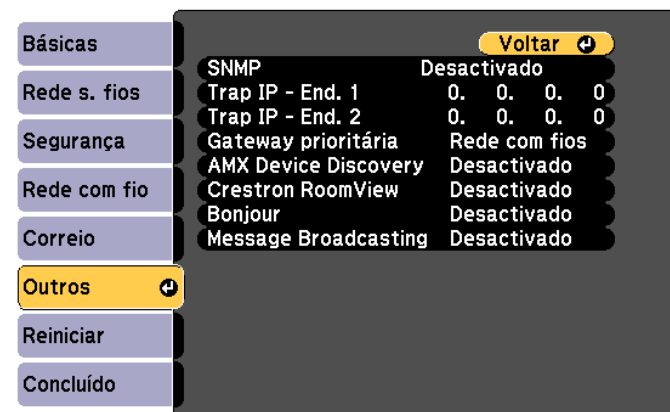 Básicas
Rede s. fios
Segurança
Rede com fio
Correio
Outros
Reiniciar
Concluído
Voltar
SNMP Desactivado
Trap IP - End. 1 0. 0. 0. 0
Trap IP - End. 2 0. 0. 0. 0
Gateway prioritária Rede com fios
AMX Device Discovery Desactivado
Crestron RoomView Desactivado
Bonjour Desactivado
Message Broadcasting Desactivado